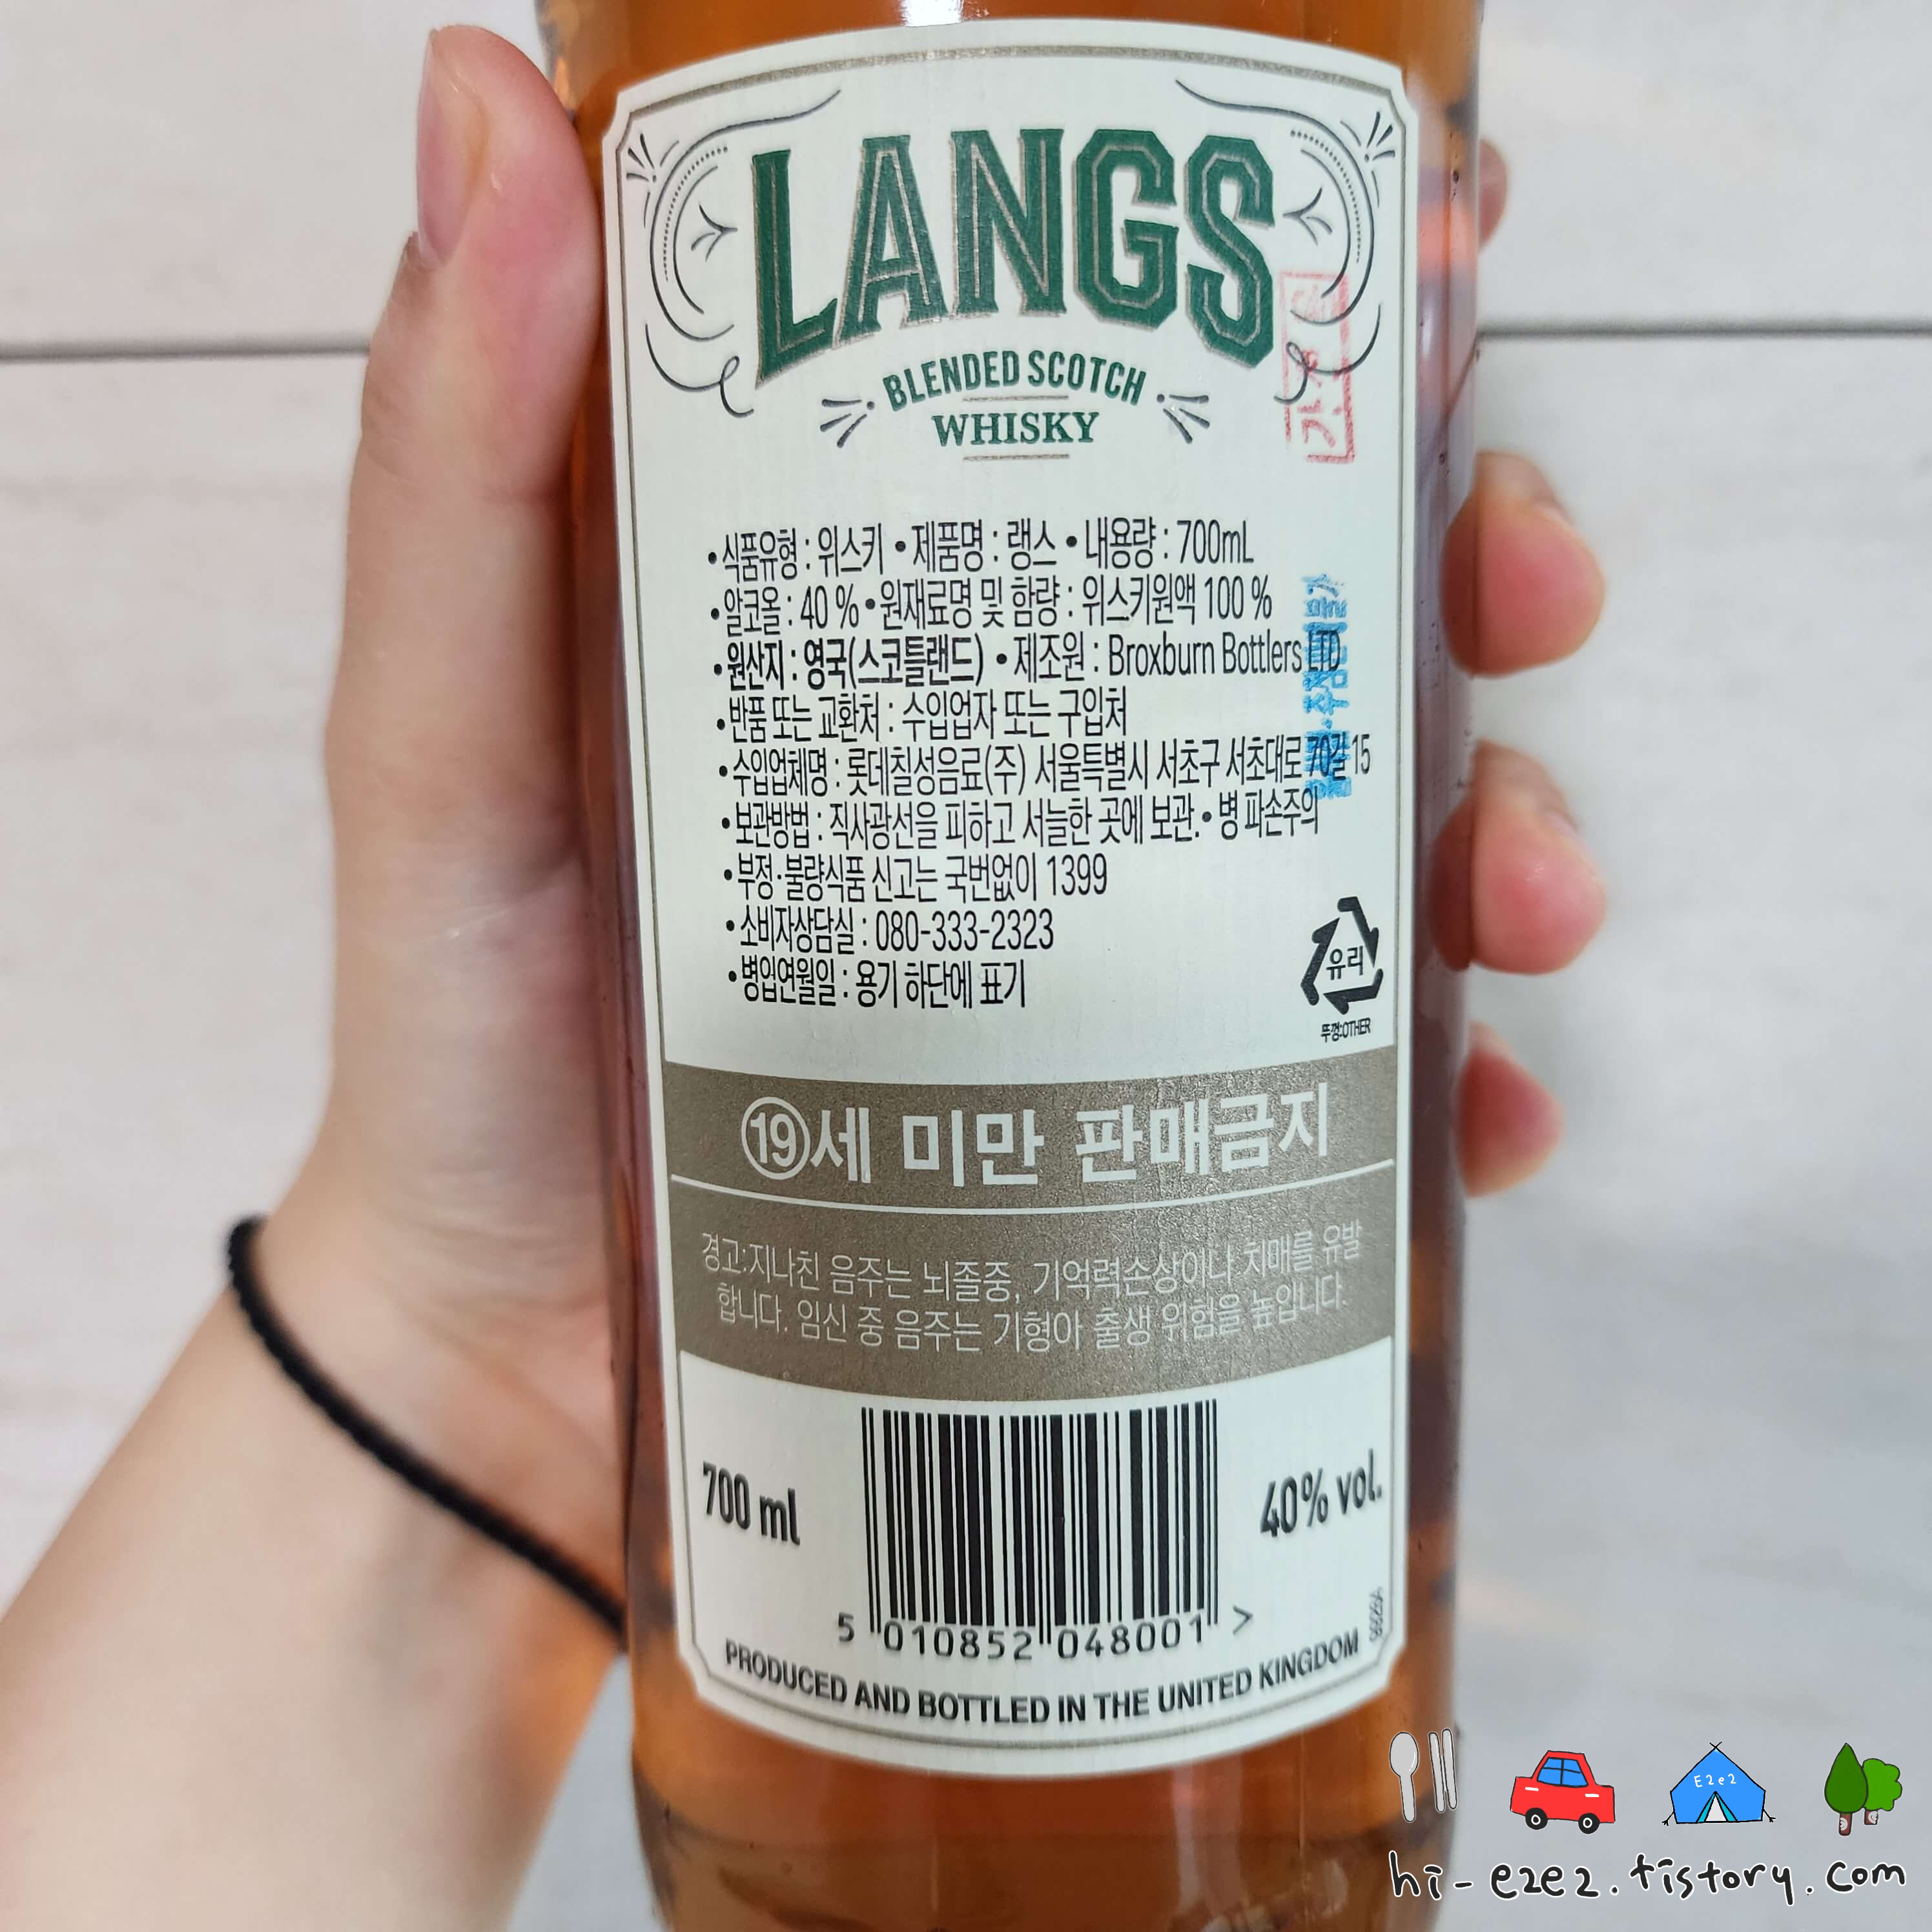 LANGS
BLENDED SCOTCH
WHISKY
가정용
•식품유형 : 위스키 •제품명 : 랭스 •내용량 : 700mL
•알코올 : 40 % •원재료명 및 함량 : 위스키원액 100 %
•원산지 : 영국(스코틀랜드) •제조원 : Broxburn Bottlers LTD
•반품 또는 교환처 : 수입업자 또는 구입처
•수입업체명 : 롯데칠성음료(주) 서울특별시 서초구 서초대로 70길 15
•보관방법 : 직사광선을 피하고 서늘한 곳에 보관. •병 파손주의
•부정·불량식품 신고는 국번없이 1399
•소비자상담실 : 080-333-2323
•병입연월일 : 용기 하단에 표기
유리
뚜껑:OTHER
⑲세 미만 판매금지
경고:지나친 음주는 뇌졸중, 기억력손상이나 치매를 유발
합니다. 임신 중 음주는 기형아 출생 위험을 높입니다.
700 ml
40% vol.
5 010852 048001 >
PRODUCED AND BOTTLED IN THE UNITED KINGDOM
E2e2
hi-e2e2.tistory.com